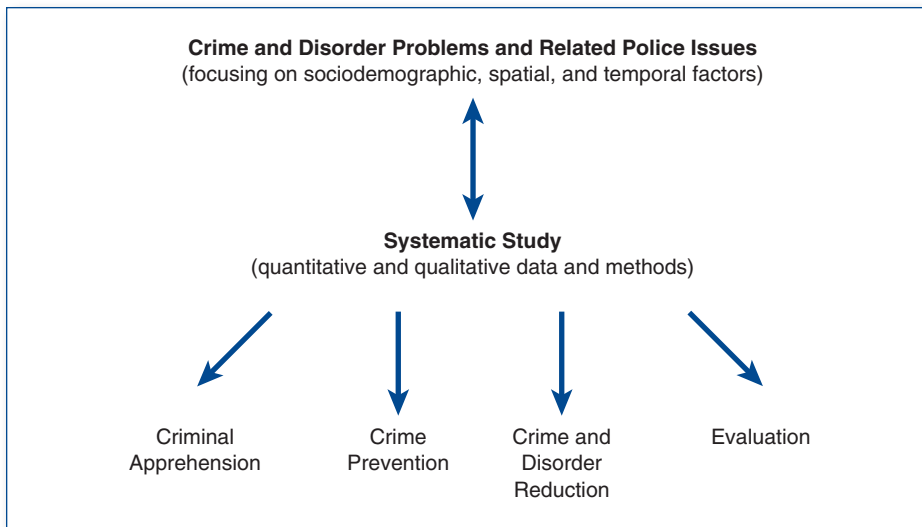 Crime and Disorder Problems and Related Police Issues
(focusing on sociodemographic, spatial, and temporal factors)
Systematic Study
(quantitative and qualitative data and methods)
Criminal
Apprehension
Crime
Prevention
Crime and
Disorder
Reduction
Evaluation